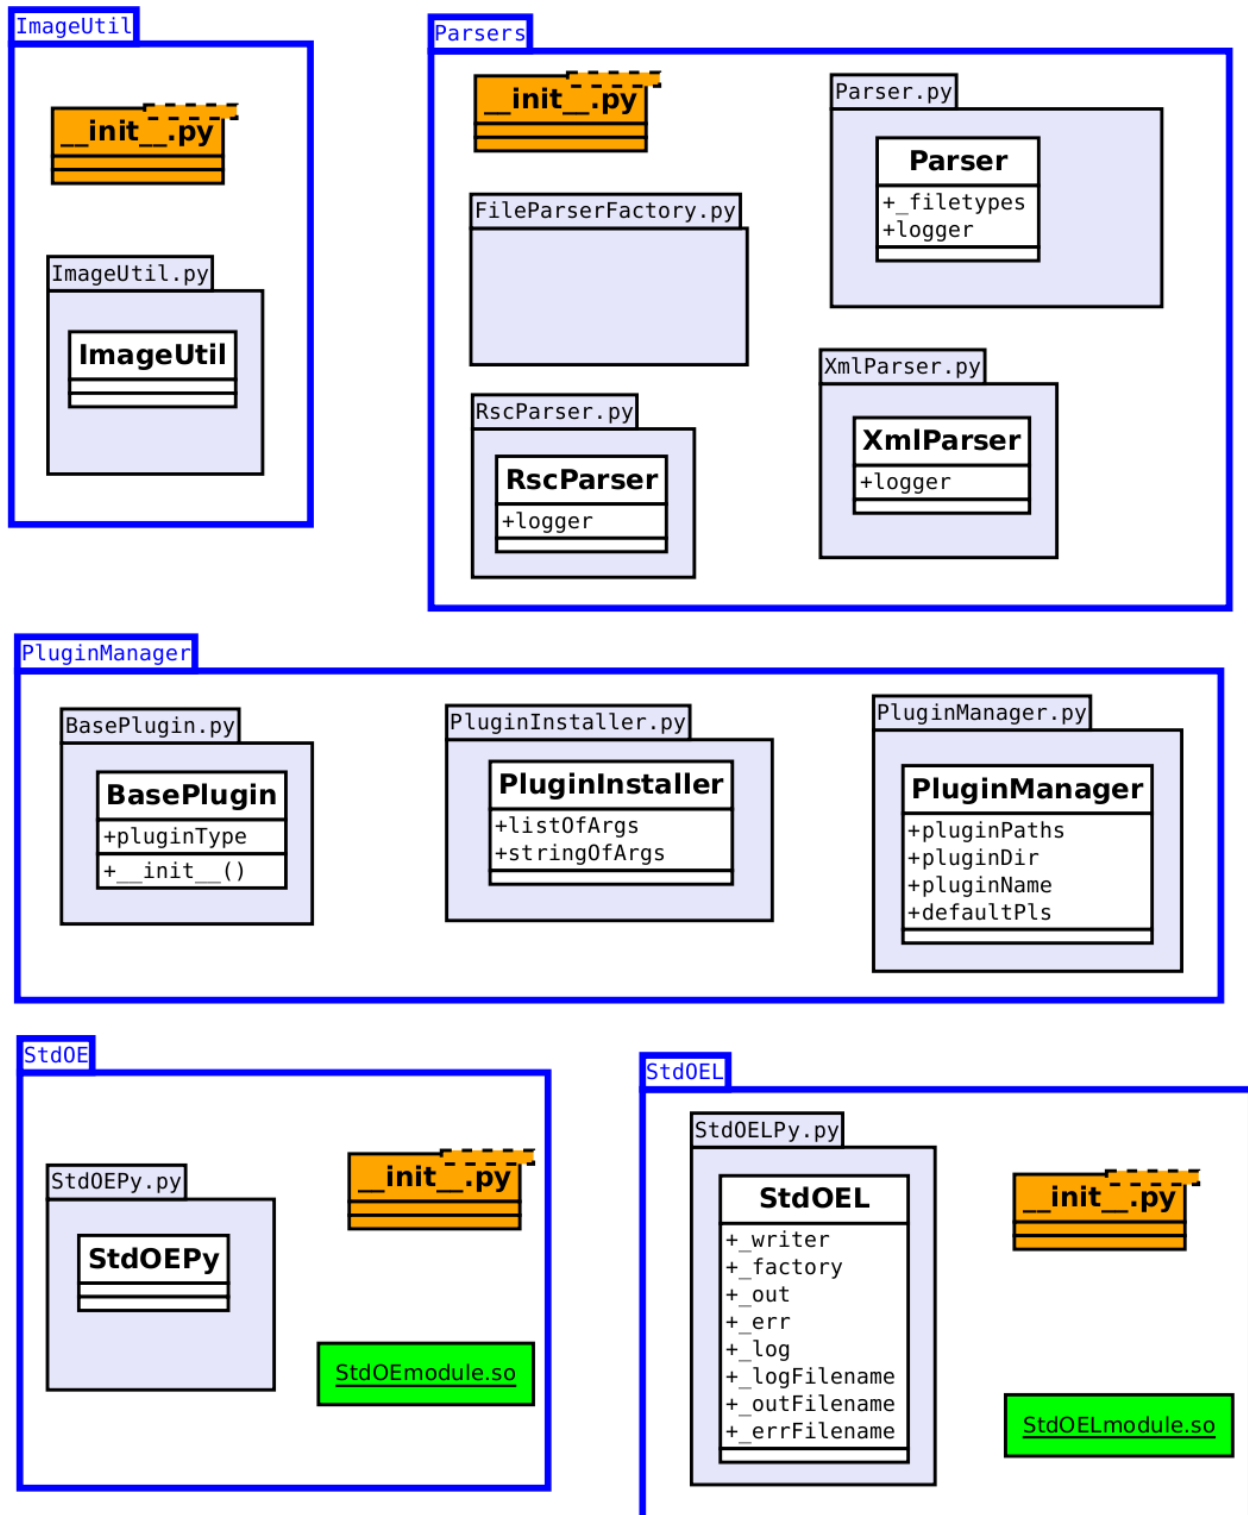 ImageUtil
__init__.py
ImageUtil.py
ImageUtil
Parsers
__init__.py
Parser.py
Parser
+_filetypes
+logger
FileParserFactory.py
XmlParser.py
XmlParser
+logger
RscParser.py
RscParser
+logger
PluginManager
BasePlugin.py
BasePlugin
+pluginType
+__init__()
PluginInstaller.py
PluginInstaller
+listOfArgs
+stringOfArgs
PluginManager.py
PluginManager
+pluginPaths
+pluginDir
+pluginName
+defaultPls
StdOE
__init__.py
StdOEPy.py
StdOEPy
StdOEmodule.so
StdOEL
StdOELPy.py
StdOEL
+_writer
+_factory
+_out
+_err
+_log
+_logFilename
+_outFilename
+_errFilename
__init__.py
StdOELmodule.so